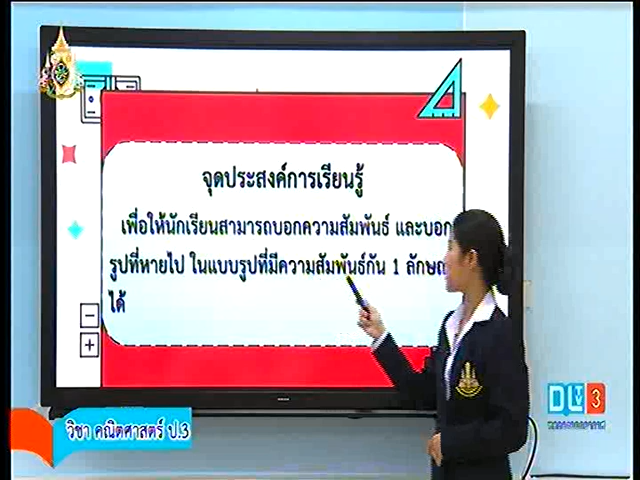 จุดประสงค์การเรียนรู้
เพื่อให้นักเรียนสามารถบอกความสัมพันธ์ และบอก
รูปที่หายไป ในแบบรูปที่มีความสัมพันธ์กัน 1 ลักษณ
ได้
DLTV 3
วิชา คณิตศาสตร์ ป.3